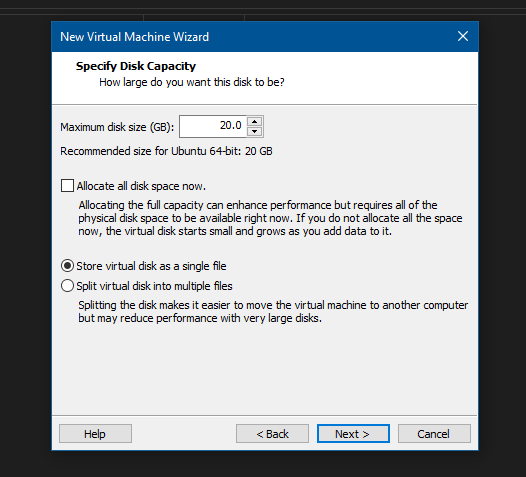 New Virtual Machine Wizard
Specify Disk Capacity
How large do you want this disk to be?
Maximum disk size (GB): 20.0
Recommended size for Ubuntu 64-bit: 20 GB
Allocate all disk space now.
Allocating the full capacity can enhance performance but requires all of the
physical disk space to be available right now. If you do not allocate all the space
now, the virtual disk starts small and grows as you add data to it.
Store virtual disk as a single file
Split virtual disk into multiple files
Splitting the disk makes it easier to move the virtual machine to another computer
but may reduce performance with very large disks.
Help < Back Next > Cancel